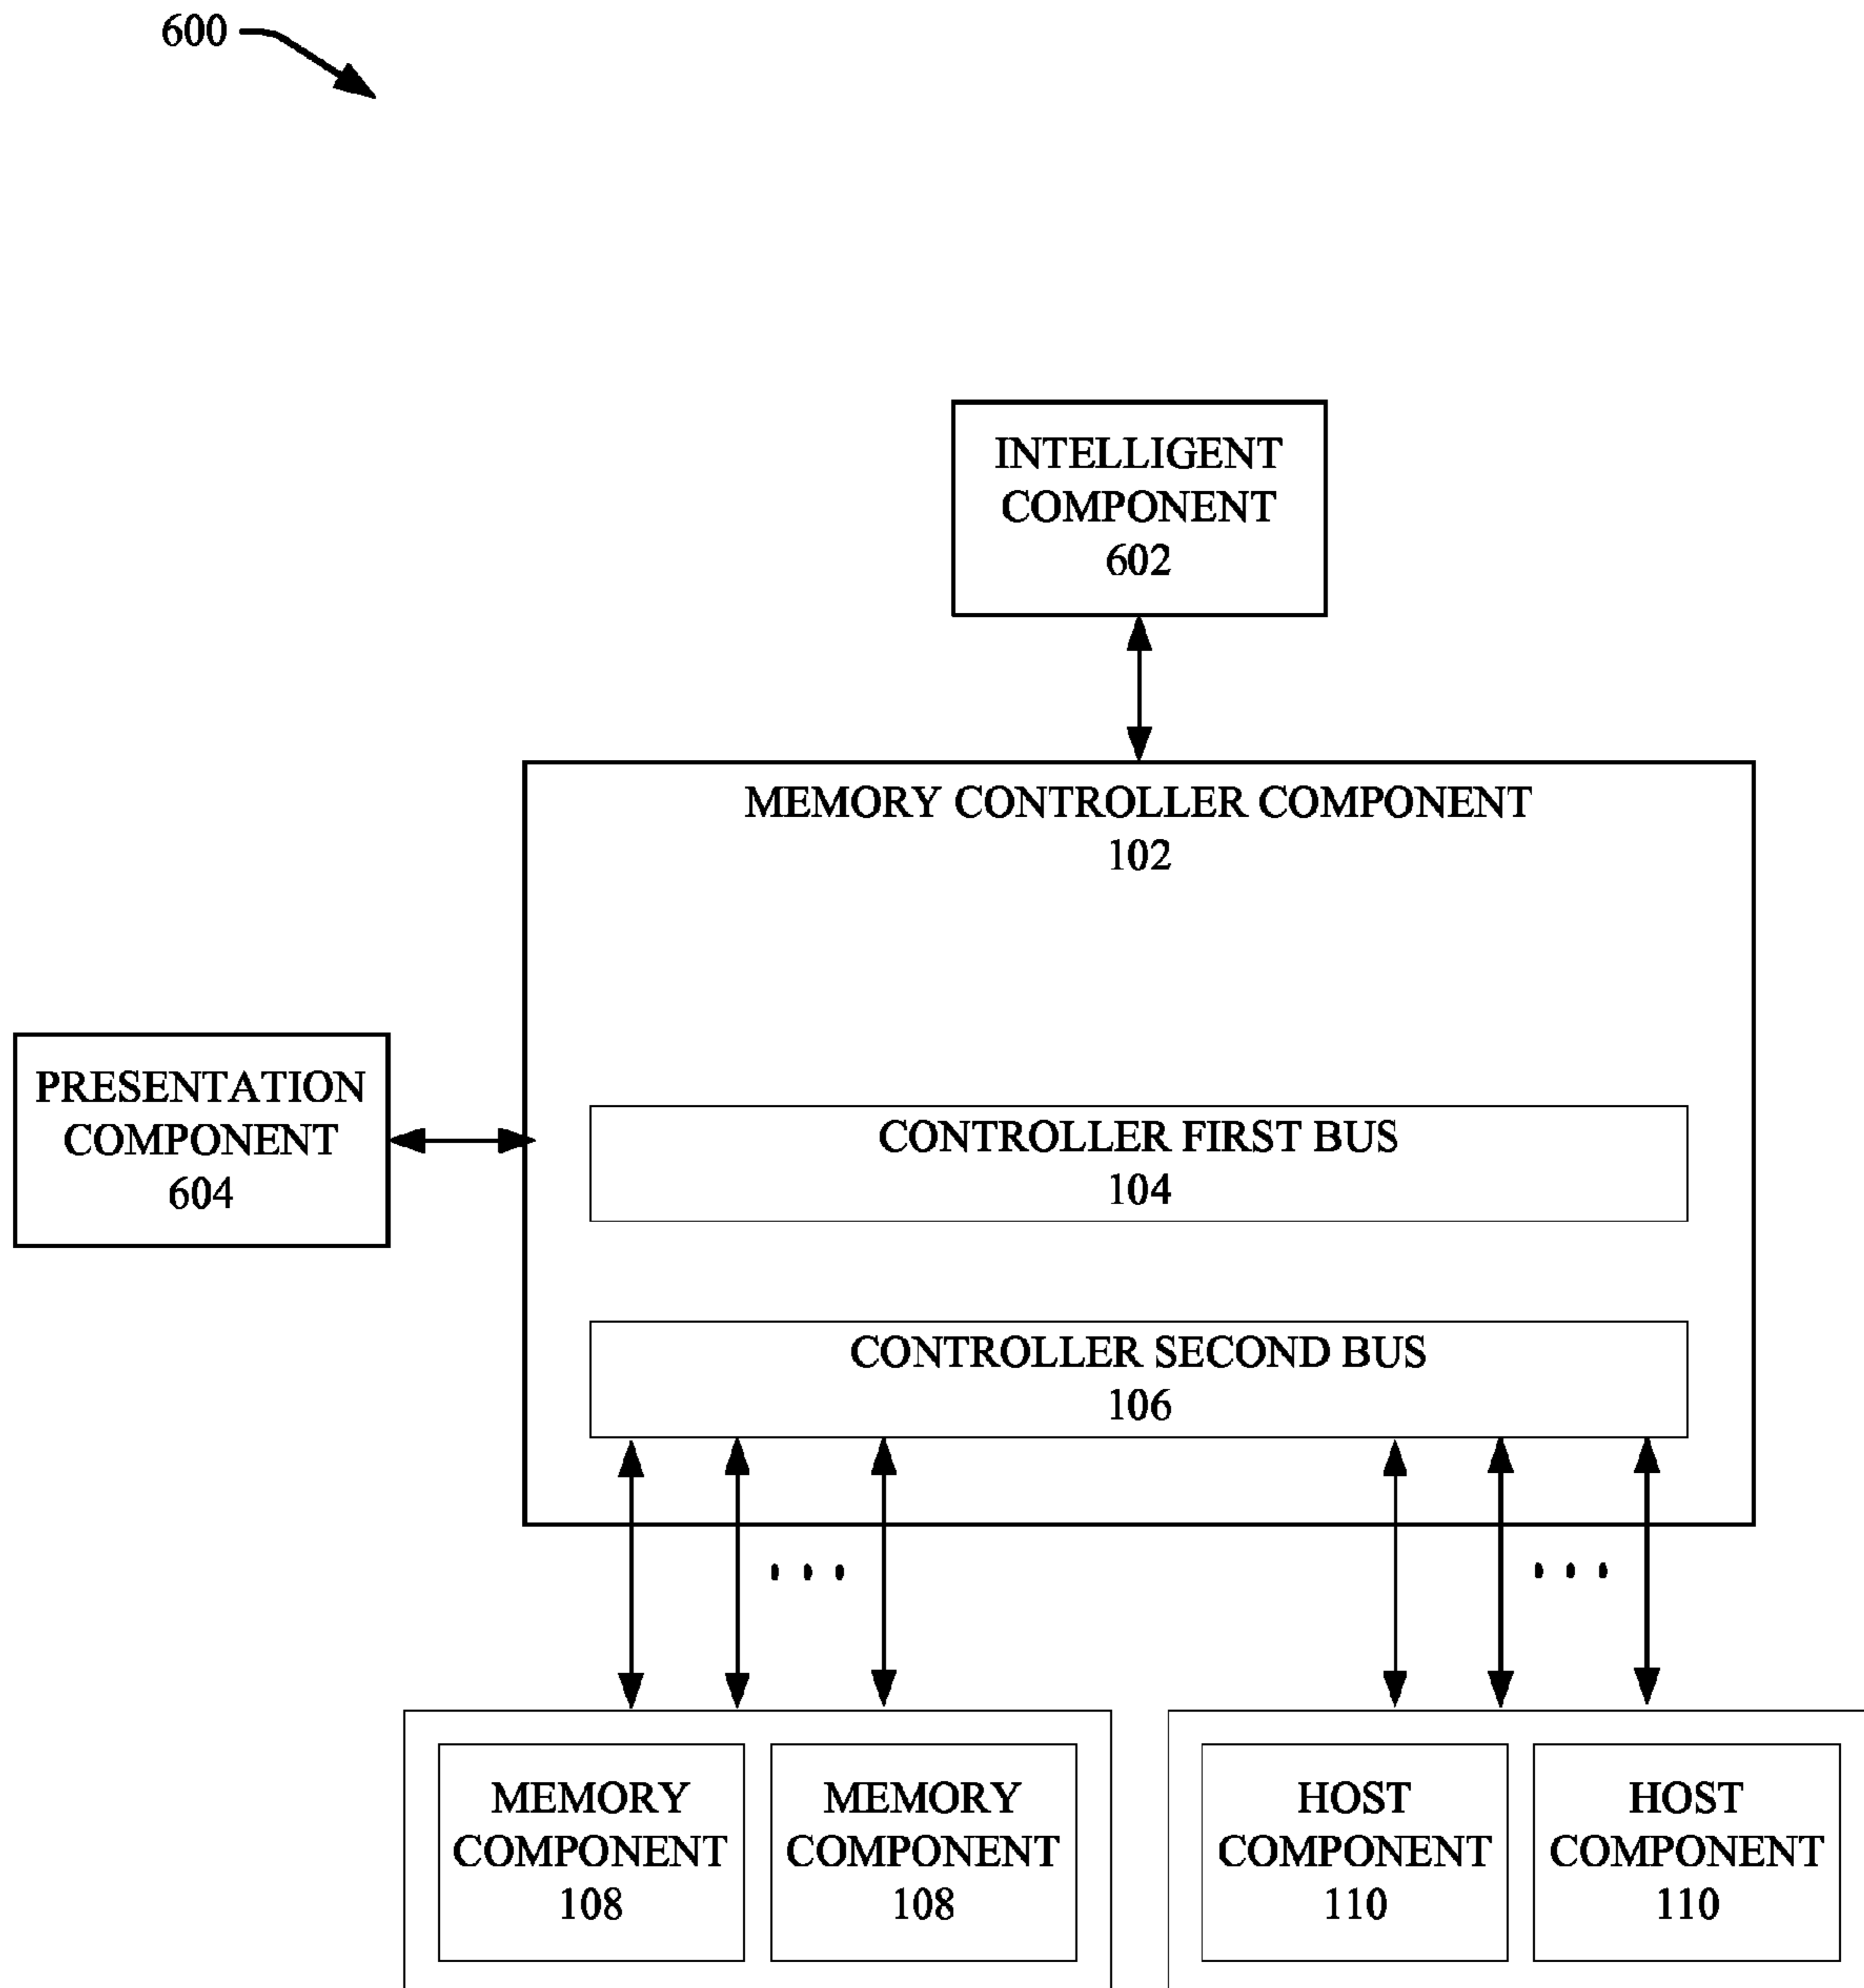 600
INTELLIGENT
COMPONENT
602
MEMORY CONTROLLER COMPONENT
102
PRESENTATION
COMPONENT
604
CONTROLLER FIRST BUS
104
CONTROLLER SECOND BUS
106
. . .
. . .
MEMORY
COMPONENT
108
MEMORY
COMPONENT
108
HOST
COMPONENT
110
HOST
COMPONENT
110